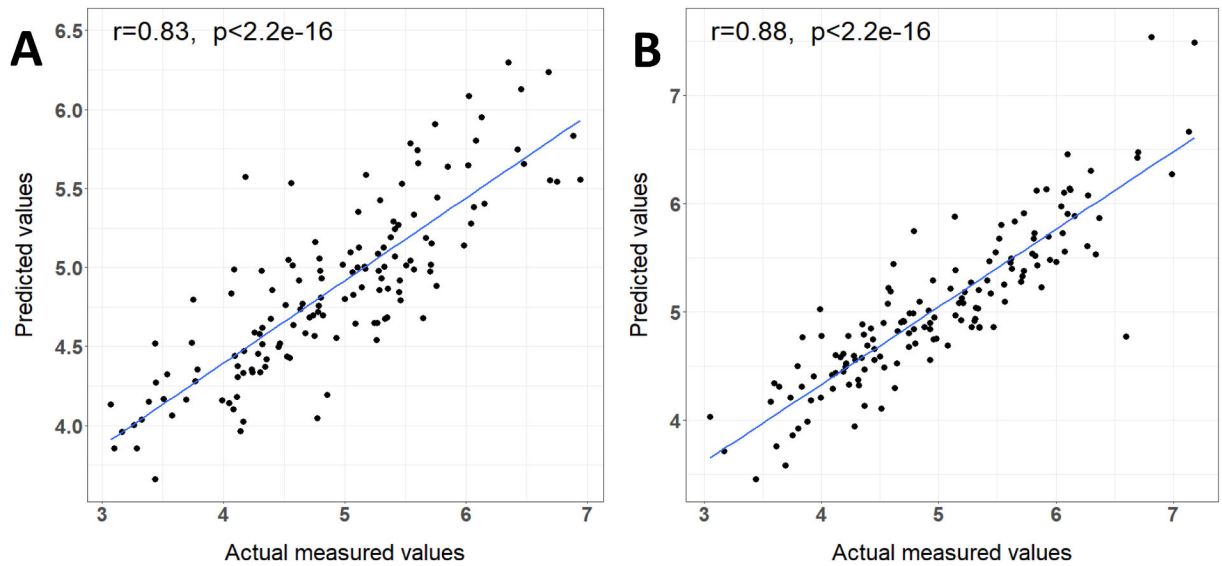 A
r=0.83, p<2.2e-16
6.5
6.0
5.5
5.0
4.5
4.0
Predicted values
3 4 5 6 7
Actual measured values
B
r=0.88, p<2.2e-16
7
6
5
4
Predicted values
3 4 5 6 7
Actual measured values